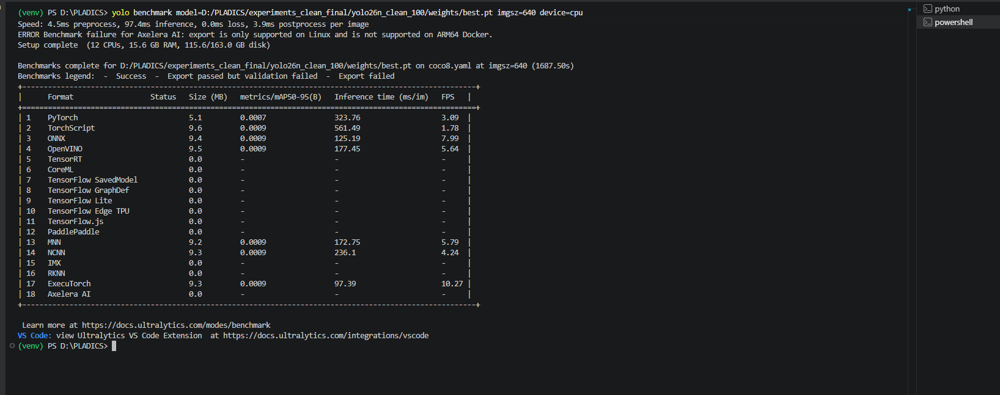 (venv) PS D:\PLADICS> yolo benchmark model=D:/PLADICS/experiments_clean_final/yolo26n_clean_100/weights/best.pt imgsz=640 device=cpu
Speed: 4.5ms preprocess, 97.4ms inference, 0.0ms loss, 3.9ms postprocess per image
ERROR Benchmark failure for Axelera AI: export is only supported on Linux and is not supported on ARM64 Docker.
Setup complete (12 CPUs, 15.6 GB RAM, 115.6/163.0 GB disk)
Benchmarks complete for D:/PLADICS/experiments_clean_final/yolo26n_clean_100/weights/best.pt on coco8.yaml at imgsz=640 (1687.50s)
Benchmarks legend: - Success - Export passed but validation failed - Export failed
Format Status Size (MB) metrics/mAP50-95(B) Inference time (ms/im) FPS
1 PyTorch 5.1 0.0007 323.76 3.09
2 TorchScript 9.6 0.0009 561.49 1.78
3 ONNX 9.4 0.0009 125.19 7.99
4 OpenVINO 9.5 0.0009 177.45 5.64
5 TensorRT 0.0 - - -
6 CoreML 0.0 - - -
7 TensorFlow SavedModel 0.0 - - -
8 TensorFlow GraphDef 0.0 - - -
9 TensorFlow Lite 0.0 - - -
10 TensorFlow Edge TPU 0.0 - - -
11 TensorFlow.js 0.0 - - -
12 PaddlePaddle 0.0 - - -
13 MNN 9.2 0.0009 172.75 5.79
14 NCNN 9.3 0.0009 236.1 4.24
15 IMX 0.0 - - -
16 RKNN 0.0 - - -
17 ExecuTorch 9.3 0.0009 97.39 10.27
18 Axelera AI 0.0 - - -
Learn more at https://docs.ultralytics.com/modes/benchmark
VS Code: view Ultralytics VS Code Extension at https://docs.ultralytics.com/integrations/vscode
(venv) PS D:\PLADICS>
python
powershell